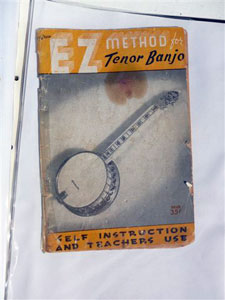 EZ METHOD for
Tenor Banjo
SELF INSTRUCTION
AND TEACHERS USE